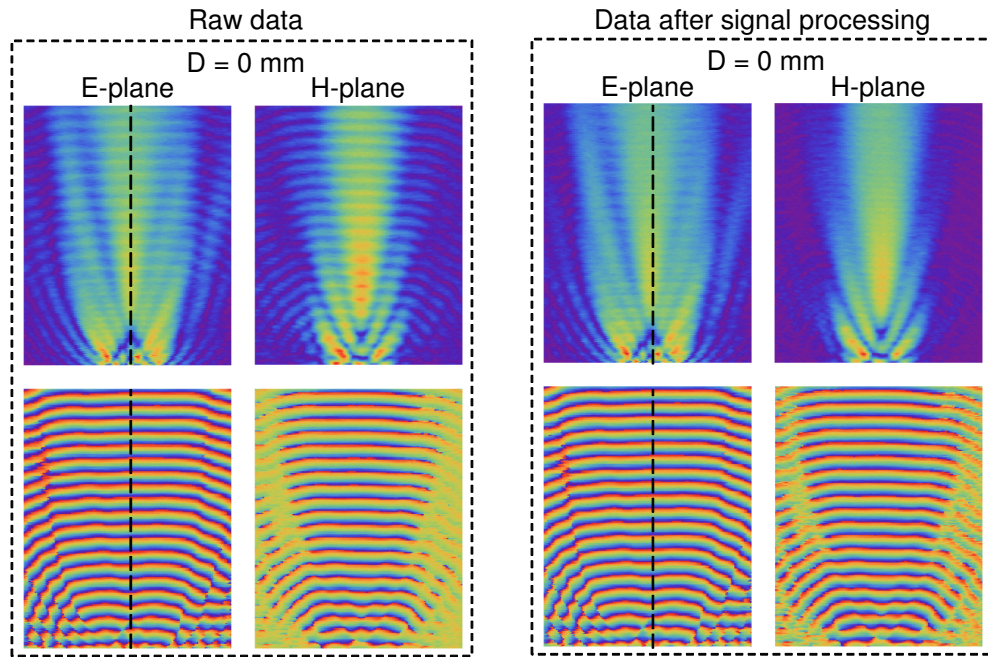 Raw data
D = 0 mm
E-plane H-plane
Data after signal processing
D = 0 mm
E-plane H-plane